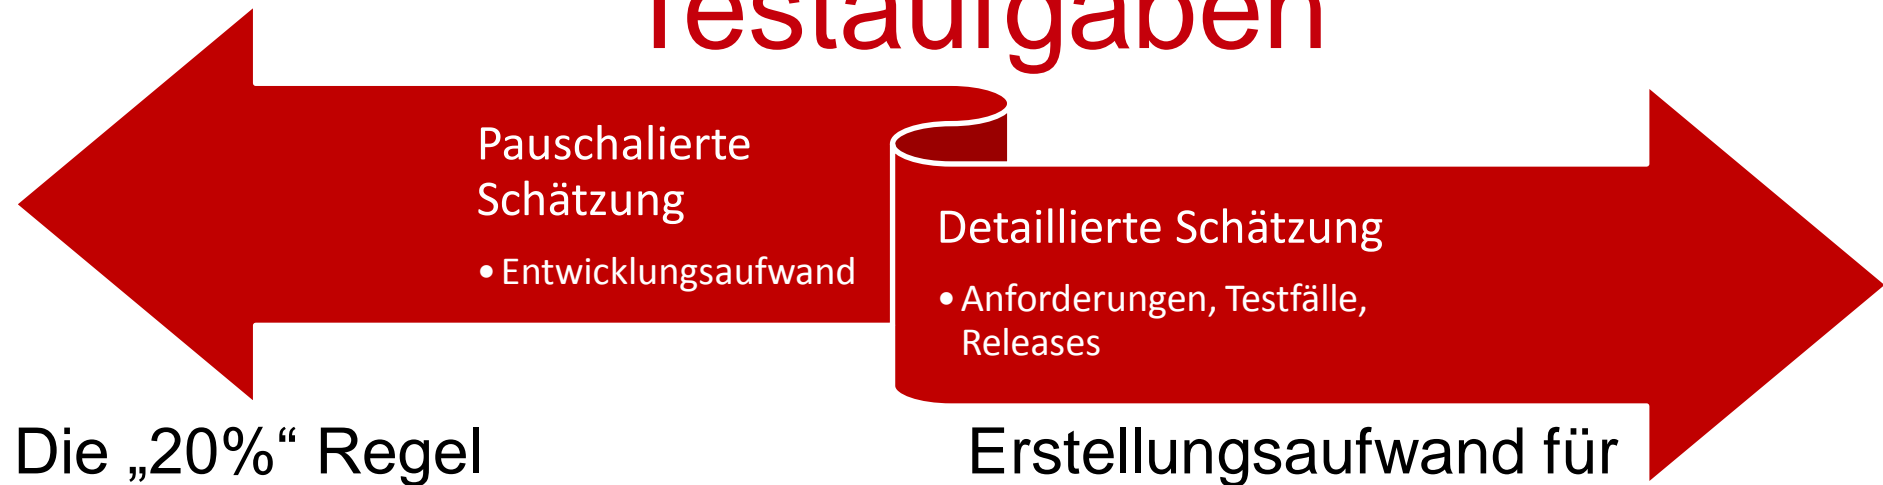 Testaufgaben
Pauschalierte
Schätzung
• Entwicklungsaufwand
Detaillierte Schätzung
• Anforderungen, Testfälle,
Releases
Die „20%“ Regel
Erstellungsaufwand für